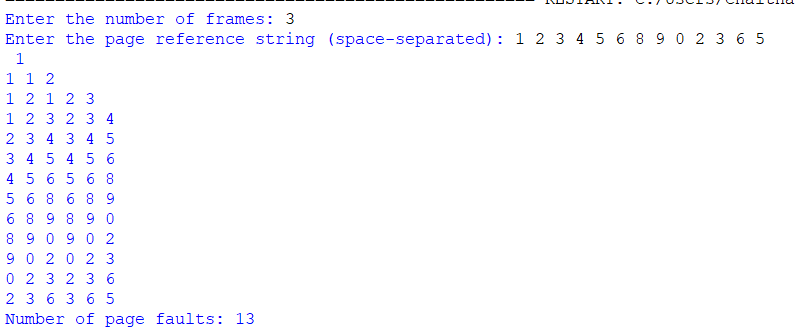 RESTART: C:/Users/Chaitha
Enter the number of frames: 3
Enter the page reference string (space-separated): 1 2 3 4 5 6 8 9 0 2 3 6 5
1
1 1 2
1 2 1 2 3
1 2 3 2 3 4
2 3 4 3 4 5
3 4 5 4 5 6
4 5 6 5 6 8
5 6 8 6 8 9
6 8 9 8 9 0
8 9 0 9 0 2
9 0 2 0 2 3
0 2 3 2 3 6
2 3 6 3 6 5
Number of page faults: 13